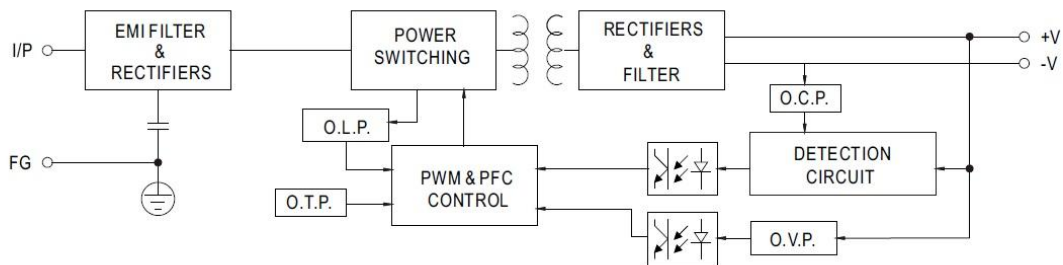 I/P
EMI FILTER
&
RECTIFIERS
POWER
SWITCHING
RECTIFIERS
&
FILTER
+V
-V
O.C.P.
O.L.P.
FG
PWM & PFC
CONTROL
DETECTION
CIRCUIT
O.T.P.
O.V.P.